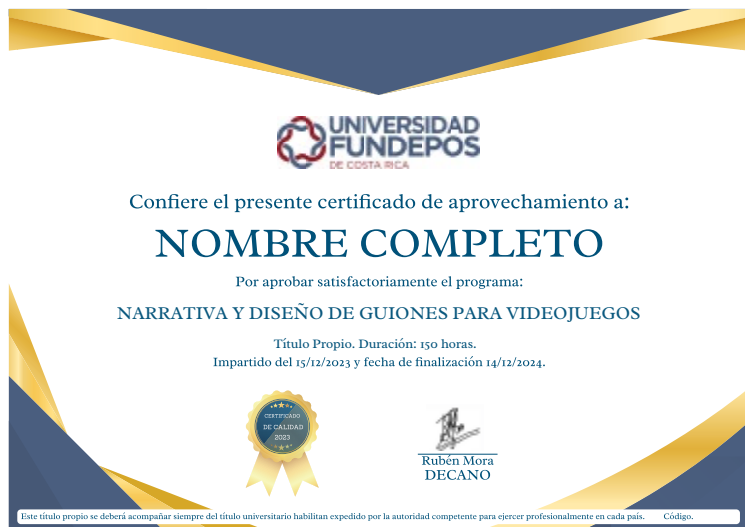 UNIVERSIDAD
FUNDEPOS
DE COSTA RICA
Confiere el presente certificado de aprovechamiento a:
NOMBRE COMPLETO
Por aprobar satisfactoriamente el programa:
NARRATIVA Y DISEÑO DE GUIONES PARA VIDEOJUEGOS
Título Propio. Duración: 150 horas.
Impartido del 15/12/2023 y fecha de finalización 14/12/2024.
CERTIFICADO
DE CALIDAD
2023
Rubén Mora
DECANO
Este título propio se deberá acompañar siempre del título universitario habilitan expedido por la autoridad competente para ejercer profesionalmente en cada país. Código.